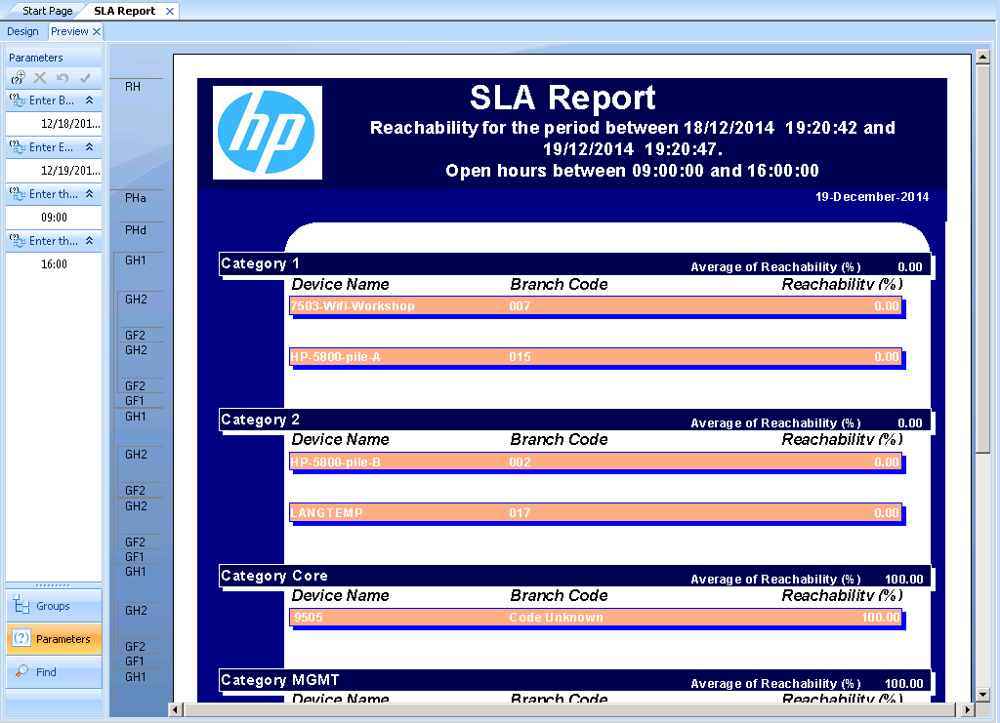 Start Page
SLA Report
Design
Preview
Parameters
Enter B...
12/18/201...
Enter E...
12/19/201...
Enter th...
09:00
Enter th...
16:00
Groups
Parameters
Find
RH
PHa
PHd
GH1
GH2
GF2
GH2
GF2
GF1
GH1
GH2
GF2
GH2
GF2
GF1
GH1
GH2
GF2
GF1
GH1
hp
SLA Report
Reachability for the period between 18/12/2014 19:20:42 and
19/12/2014 19:20:47.
Open hours between 09:00:00 and 16:00:00
19-December-2014
Category 1 Average of Reachability (%) 0.00
Device Name Branch Code Reachability (%)
7503-Wifi-Workshop 007 0.00
HP-5800-pile-A 015 0.00
Category 2 Average of Reachability (%) 0.00
Device Name Branch Code Reachability (%)
HP-5800-pile-B 002 0.00
LANGTEMP 017 0.00
Category Core Average of Reachability (%) 100.00
Device Name Branch Code Reachability (%)
9505 Code Unknown 100.00
Category MGMT Average of Reachability (%) 100.00
Device Name Branch Code Reachability (%)